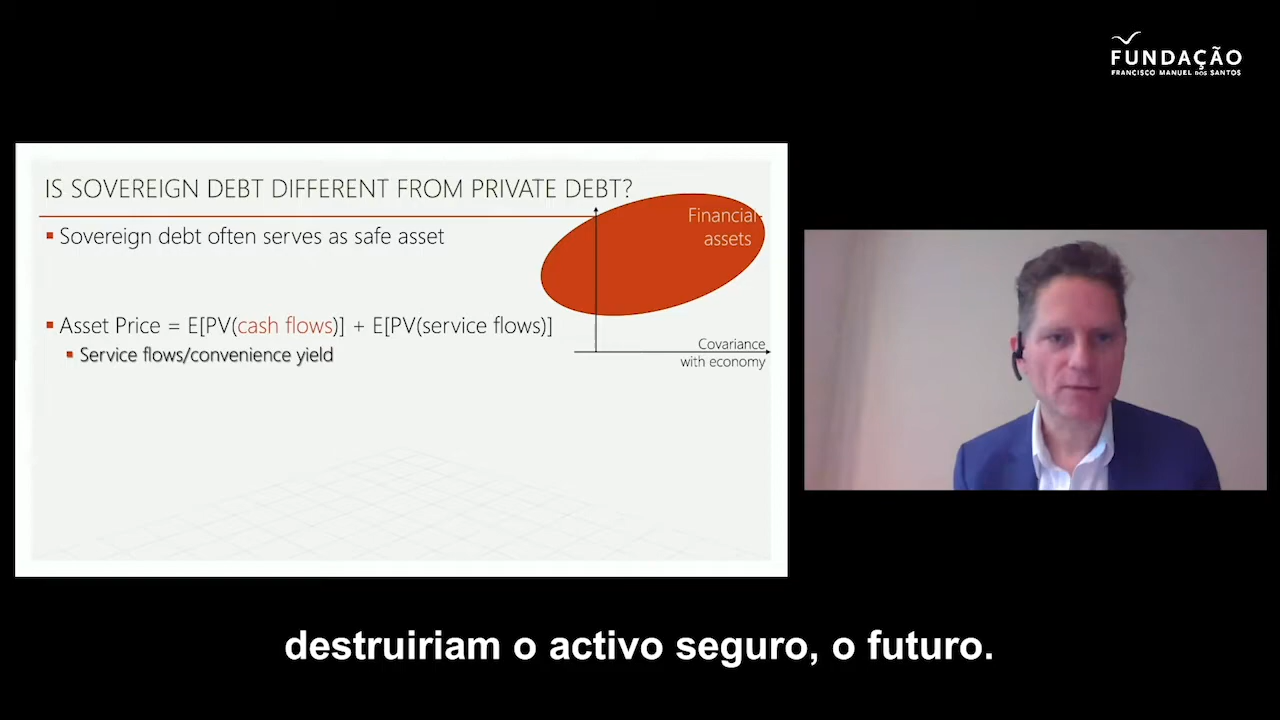 FUNDAÇÃO
FRANCISCO MANUEL DOS SANTOS
IS SOVEREIGN DEBT DIFFERENT FROM PRIVATE DEBT?
Financial
assets
Sovereign debt often serves as safe asset
Asset Price = E[PV(cash flows)] + E[PV(service flows)]
Service flows/convenience yield
Covariance
with economy
destruiriam o activo seguro, o futuro.